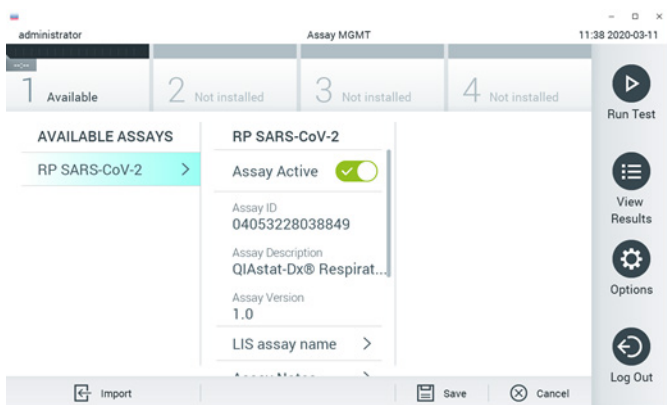 administrator
Assay MGMT
11:38 2020-03-11
--:--
1 Available
2 Not installed
3 Not installed
4 Not installed
Run Test
View
Results
Options
Log Out
AVAILABLE ASSAYS
RP SARS-CoV-2
RP SARS-CoV-2
Assay Active
Assay ID
04053228038849
Assay Description
QIAstat-Dx® Respirat...
Assay Version
1.0
LIS assay name
Assay Notes
Import
Save
Cancel